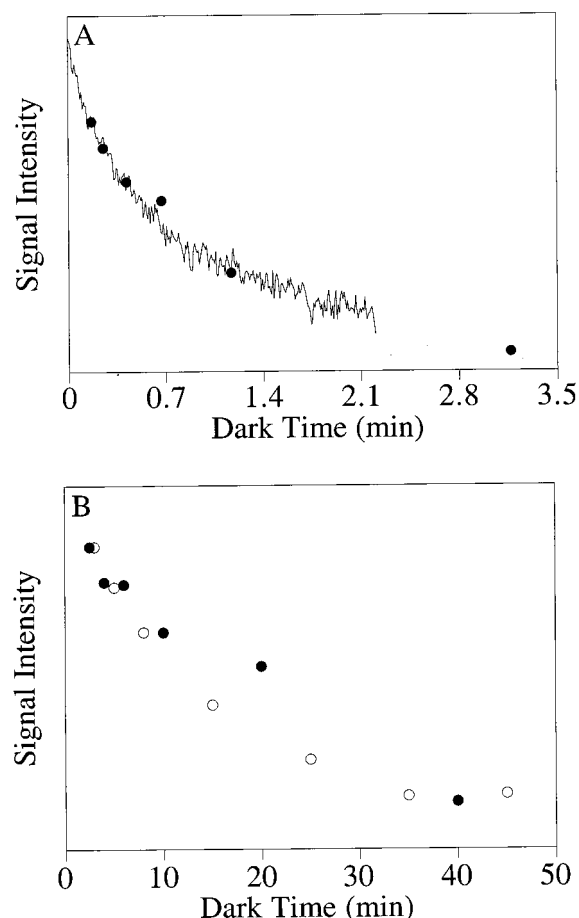 A
Signal Intensity
0 0.7 1.4 2.1 2.8 3.5
Dark Time (min)
B
Signal Intensity
0 10 20 30 40 50
Dark Time (min)